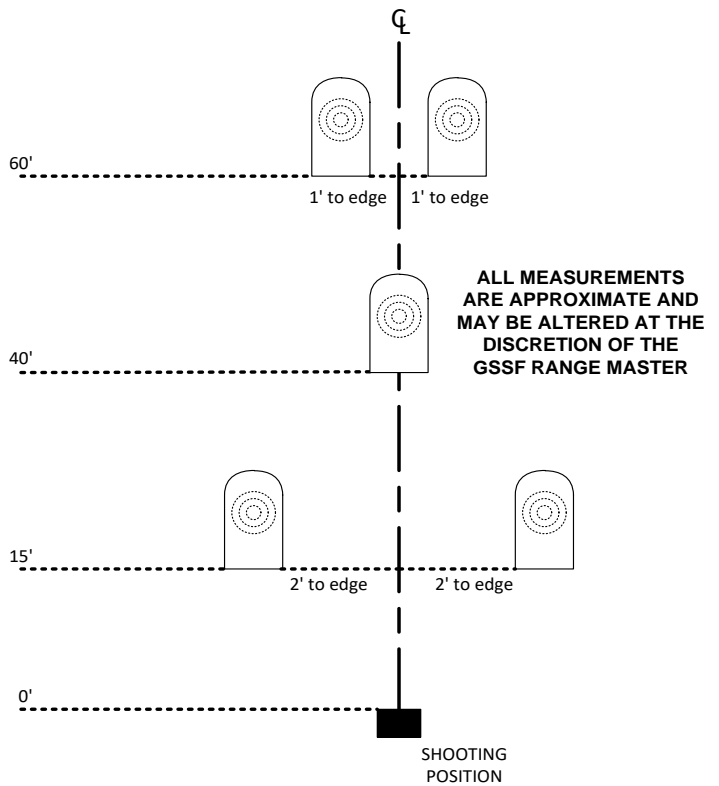 ℄
60'
1' to edge 1' to edge
ALL MEASUREMENTS
ARE APPROXIMATE AND
MAY BE ALTERED AT THE
DISCRETION OF THE
GSSF RANGE MASTER
40'
15'
2' to edge 2' to edge
0'
SHOOTING
POSITION